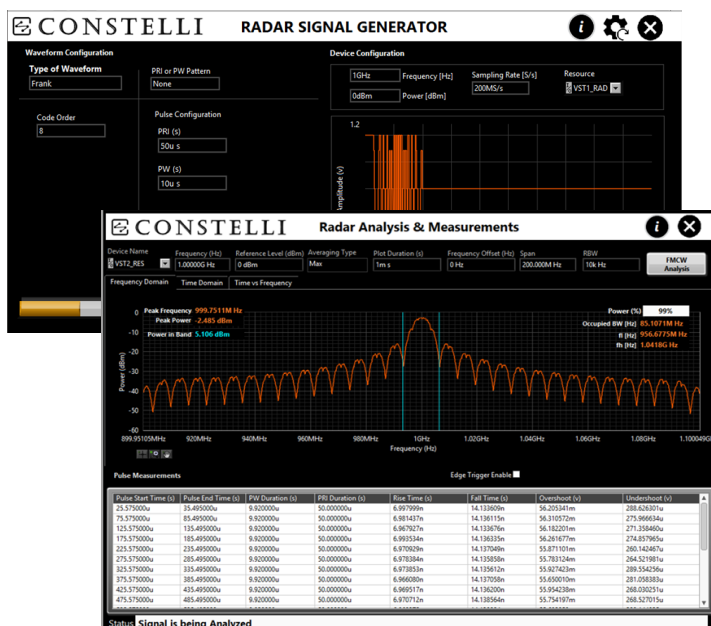 CONSTELLI RADAR SIGNAL GENERATOR
Waveform Configuration
Type of Waveform
Frank
PRI or PW Pattern
None
Code Order
8
Pulse Configuration
PRI (s)
50u s
PW (s)
10u s
Device Configuration
1GHz Frequency [Hz]
0dBm Power [dBm]
Sampling Rate [S/s]
200MS/s
Resource
VST1_RAD
1.2
Amplitude (v)
CONSTELLI Radar Analysis & Measurements
Device Name Frequency (Hz) Reference Level (dBm) Averaging Type Plot Duration (s) Frequency Offset (Hz) Span RBW
VST2_RES 1.00000G Hz 0 dBm Max 1m s 0 Hz 200.000M Hz 10k Hz
FMCW
Analysis
Frequency Domain Time Domain Time vs Frequency
Peak Frequency 999.7511M Hz
Peak Power -2.485 dBm
Power in Band 5.106 dBm
Power (%) 99%
Occupied BW [Hz] 85.1071M Hz
fl [Hz] 956.6775M Hz
fh [Hz] 1.0418G Hz
Power (dBm)
0
-10
-20
-30
-40
-50
-60
899.95105MHz 920MHz 940MHz 960MHz 980MHz 1GHz 1.02GHz 1.04GHz 1.06GHz 1.08GHz 1.100049G
Frequency (Hz)
Pulse Measurements
Edge Trigger Enable
Pulse Start Time (s) Pulse End Time (s) PW Duration (s) PRI Duration (s) Rise Time (s) Fall Time (s) Overshoot (v) Undershoot (v)
25.575000u 35.495000u 9.920000u 50.000000u 6.997999n 14.133609n 56.205341m 288.626301u
75.575000u 85.495000u 9.920000u 50.000000u 6.981437n 14.136115n 56.310572m 275.966634u
125.575000u 135.495000u 9.920000u 50.000000u 6.967927n 14.133676n 56.182201m 271.358460u
175.575000u 185.495000u 9.920000u 50.000000u 6.993534n 14.136335n 56.261677m 274.857965u
225.575000u 235.495000u 9.920000u 50.000000u 6.970929n 14.137049n 55.871101m 260.142467u
275.575000u 285.495000u 9.920000u 50.000000u 6.978384n 14.135858n 55.783124m 264.521981u
325.575000u 335.495000u 9.920000u 50.000000u 6.973853n 14.135612n 55.927423m 289.554256u
375.575000u 385.495000u 9.920000u 50.000000u 6.966080n 14.137058n 55.650010m 281.058383u
425.575000u 435.495000u 9.920000u 50.000000u 6.969517n 14.136200n 55.954238m 268.030251u
475.575000u 485.495000u 9.920000u 50.000000u 6.970712n 14.138564n 55.754197m 268.527015u
Status Signal is being Analyzed